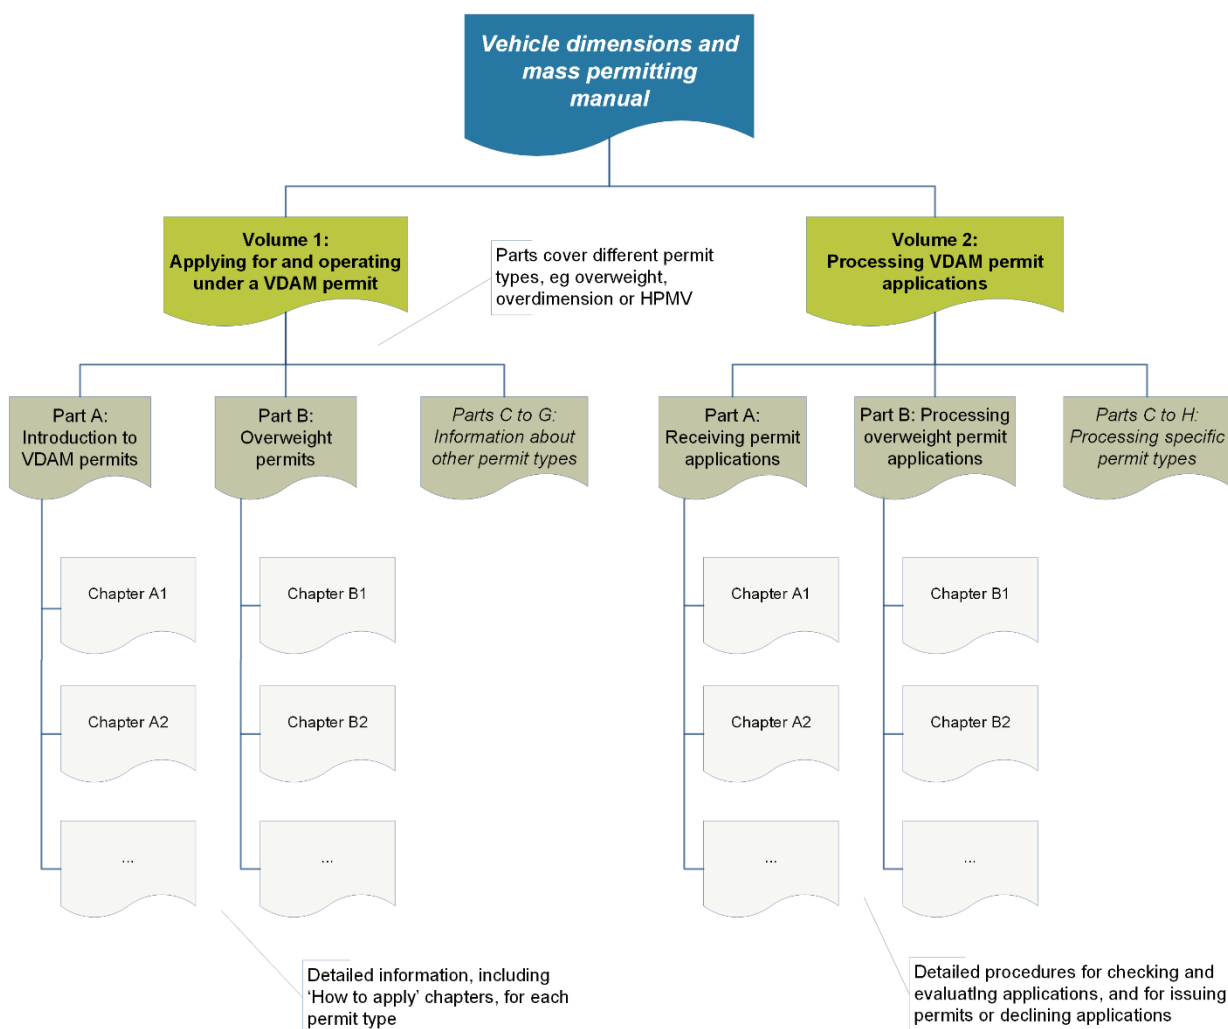 Vehicle dimensions and
mass permitting
manual
Volume 1:
Applying for and operating
under a VDAM permit
Parts cover different permit
types, eg overweight,
overdimension or HPMV
Volume 2:
Processing VDAM permit
applications
Part A:
Introduction to
VDAM permits
Part B:
Overweight
permits
Parts C to G:
Information about
other permit types
Part A:
Receiving permit
applications
Part B: Processing
overweight permit
applications
Parts C to H:
Processing specific
permit types
Chapter A1
Chapter B1
Chapter A1
Chapter B1
Chapter A2
Chapter B2
Chapter A2
Chapter B2
...
...
...
...
Detailed information, including
‘How to apply’ chapters, for each
permit type
Detailed procedures for checking and
evaluating applications, and for issuing
permits or declining applications